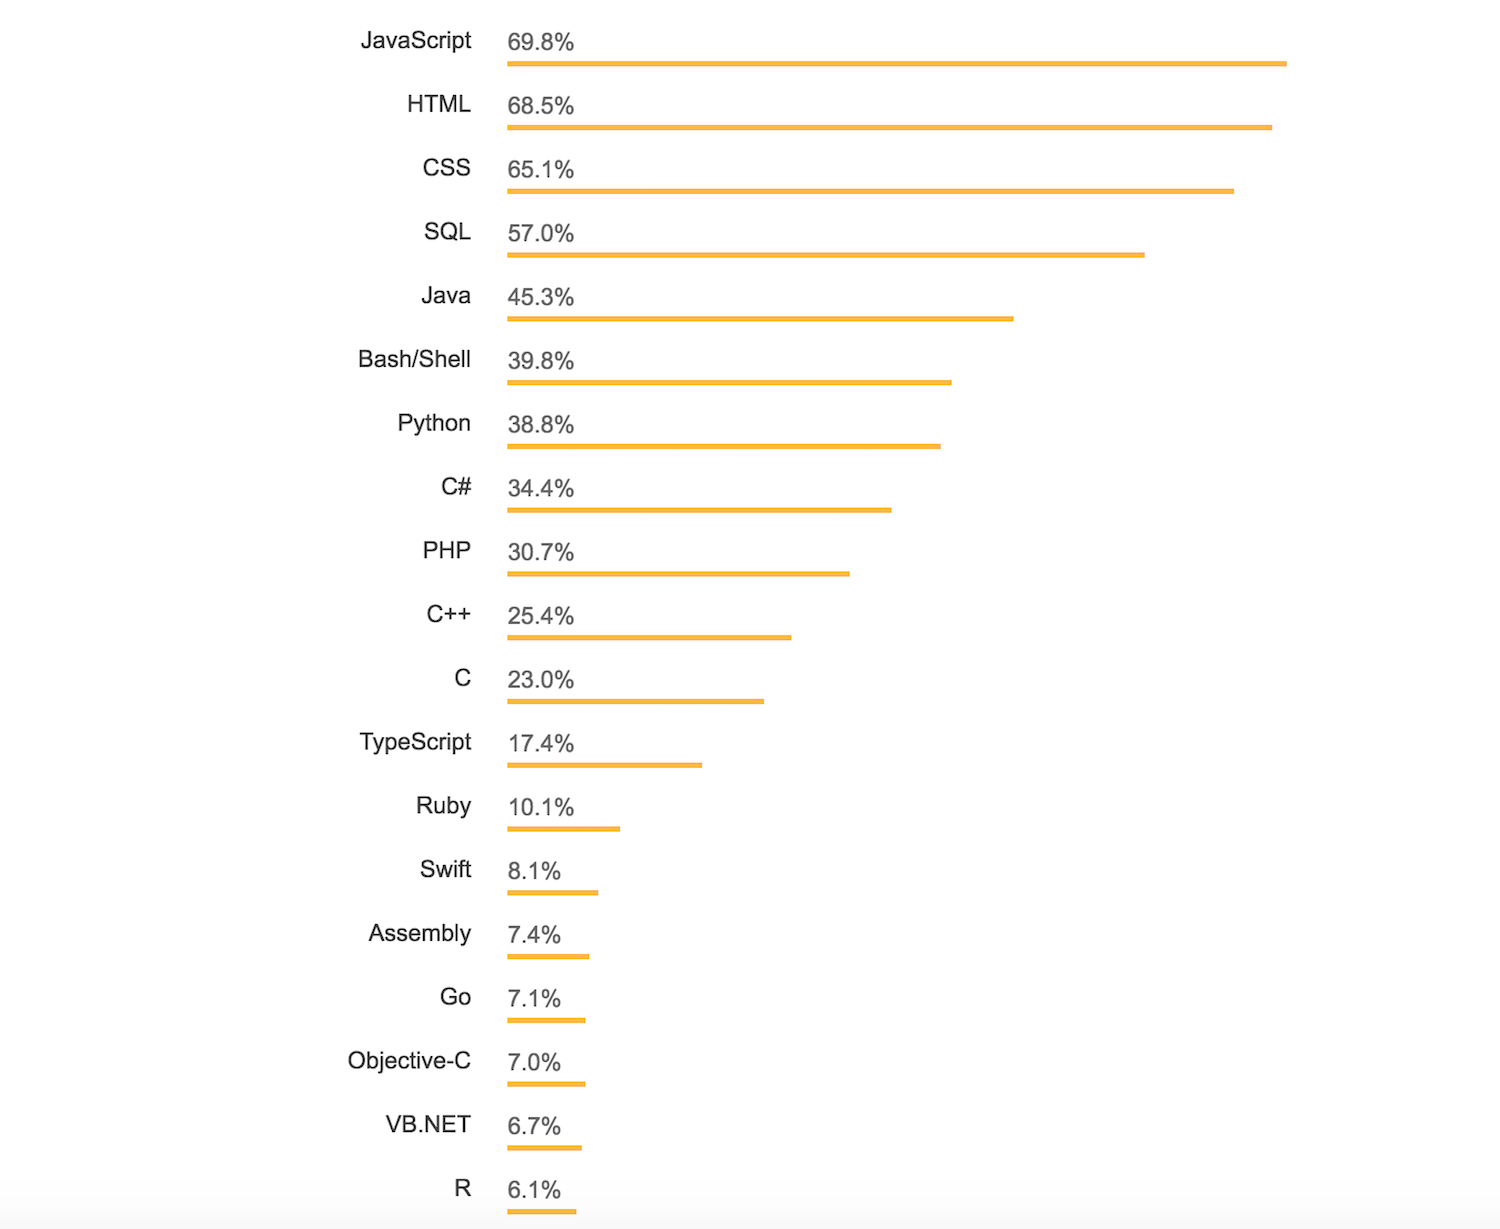 JavaScript 69.8%
HTML 68.5%
CSS 65.1%
SQL 57.0%
Java 45.3%
Bash/Shell 39.8%
Python 38.8%
C# 34.4%
PHP 30.7%
C++ 25.4%
C 23.0%
TypeScript 17.4%
Ruby 10.1%
Swift 8.1%
Assembly 7.4%
Go 7.1%
Objective-C 7.0%
VB.NET 6.7%
R 6.1%